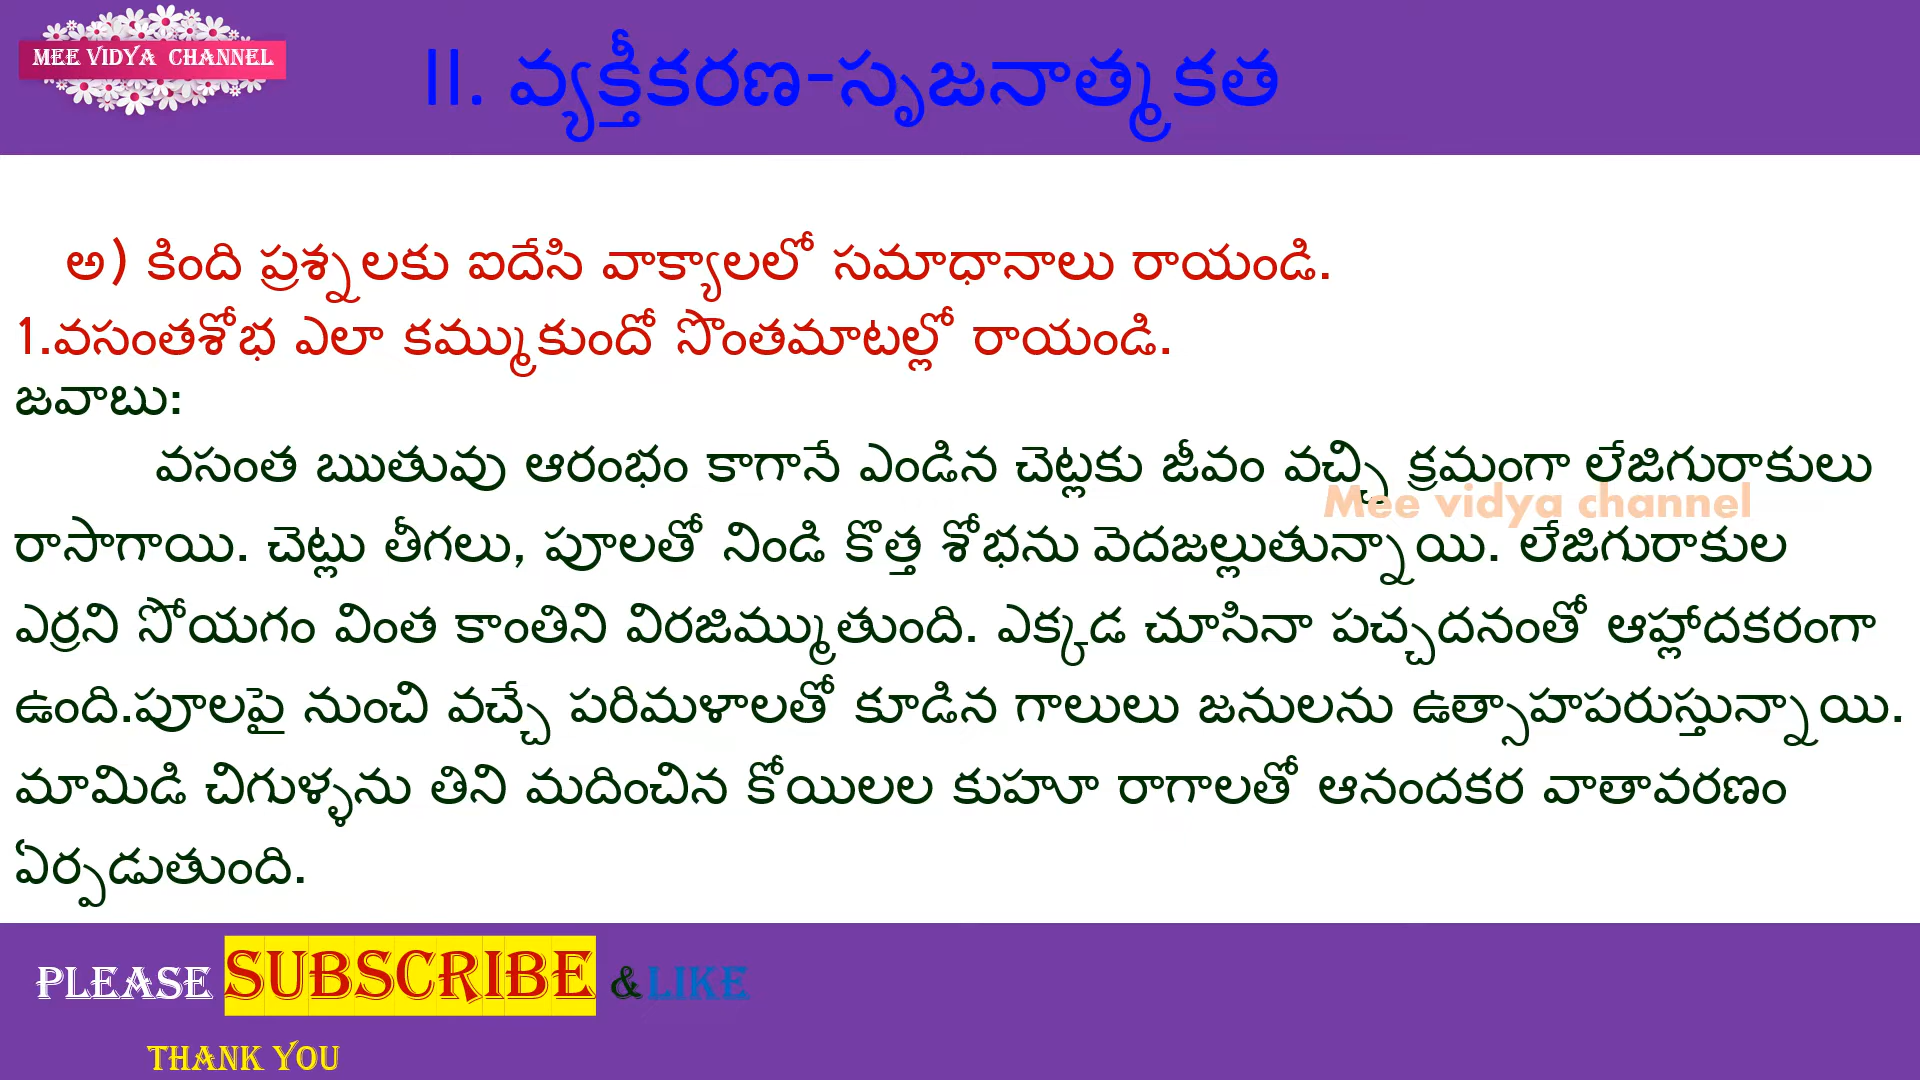 MEE VIDYA CHANNEL
II. వ్యక్తీకరణ-సృజనాత్మకత
అ) కింది ప్రశ్నలకు ఐదేసి వాక్యాలలో సమాధానాలు రాయండి.
1.వసంతశోభ ఎలా కమ్ముకుందో సొంతమాటల్లో రాయండి.
జవాబు:
వసంత ఋతువు ఆరంభం కాగానే ఎండిన చెట్లకు జీవం వచ్చి క్రమంగా లేజిగురాకులు
Mee vidya channel
రాసాగాయి. చెట్లు తీగలు, పూలతో నిండి కొత్త శోభను వెదజల్లుతున్నాయి. లేజిగురాకుల
ఎర్రని సోయగం వింత కాంతిని విరజిమ్ముతుంది. ఎక్కడ చూసినా పచ్చదనంతో ఆహ్లాదకరంగా
ఉంది.పూలపై నుంచి వచ్చే పరిమళాలతో కూడిన గాలులు జనులను ఉత్సాహపరుస్తున్నాయి.
మామిడి చిగుళ్ళను తిని మదించిన కోయిలల కుహూ రాగాలతో ఆనందకర వాతావరణం
ఏర్పడుతుంది.
PLEASE SUBSCRIBE & LIKE
THANK YOU